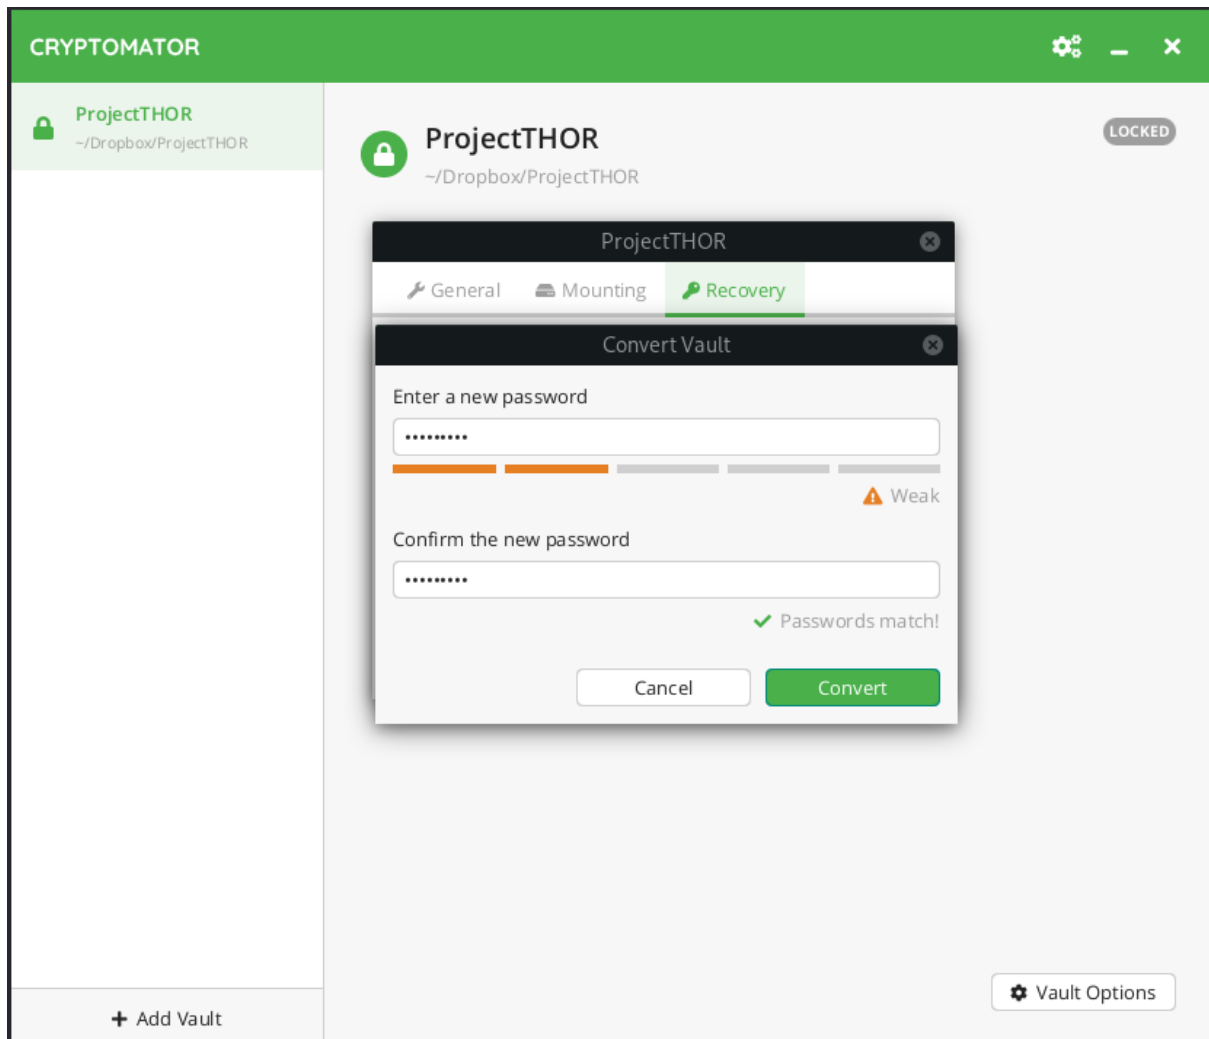 CRYPTOMATOR
ProjectTHOR
~/Dropbox/ProjectTHOR
ProjectTHOR
~/Dropbox/ProjectTHOR
LOCKED
ProjectTHOR
General Mounting Recovery
Convert Vault
Enter a new password
•••••••••
Weak
Confirm the new password
•••••••••
Passwords match!
Cancel Convert
Vault Options
+ Add Vault